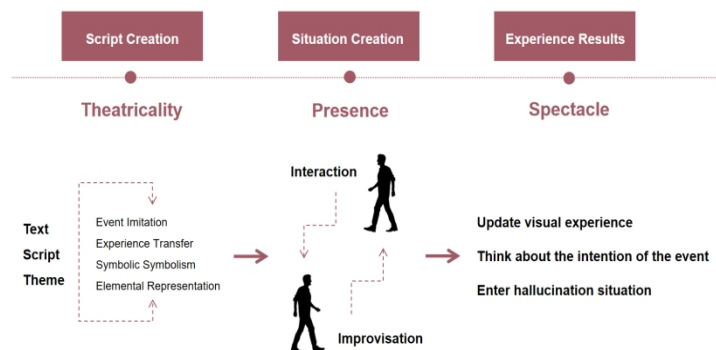 Script Creation
Situation Creation
Experience Results
Theatricality
Presence
Spectacle
Text
Script
Theme
Event Imitation
Experience Transfer
Symbolic Symbolism
Elemental Representation
Interaction
Improvisation
Update visual experience
Think about the intention of the event
Enter hallucination situation